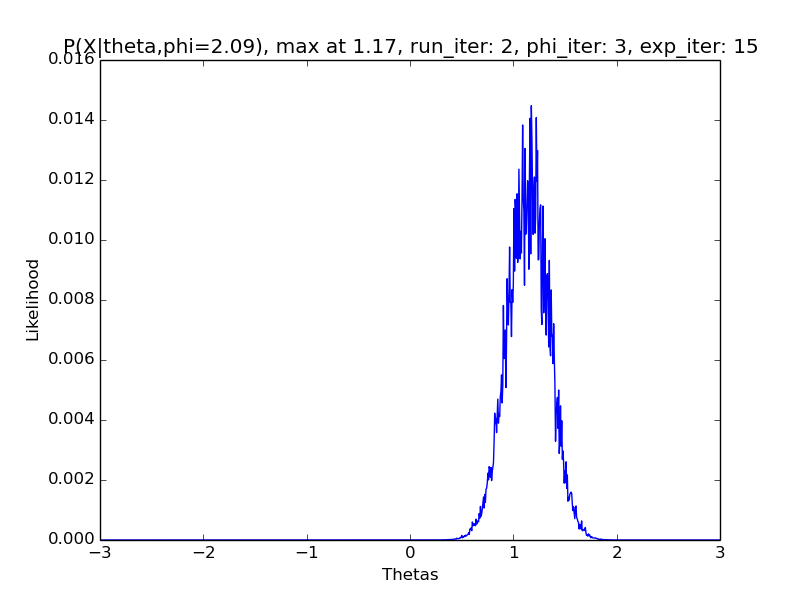 P(X|theta,phi=2.09), max at 1.17, run_iter: 2, phi_iter: 3, exp_iter: 15
0.016
0.014
0.012
0.010
0.008
0.006
0.004
0.002
0.000
Likelihood
−3 −2 −1 0 1 2 3
Thetas